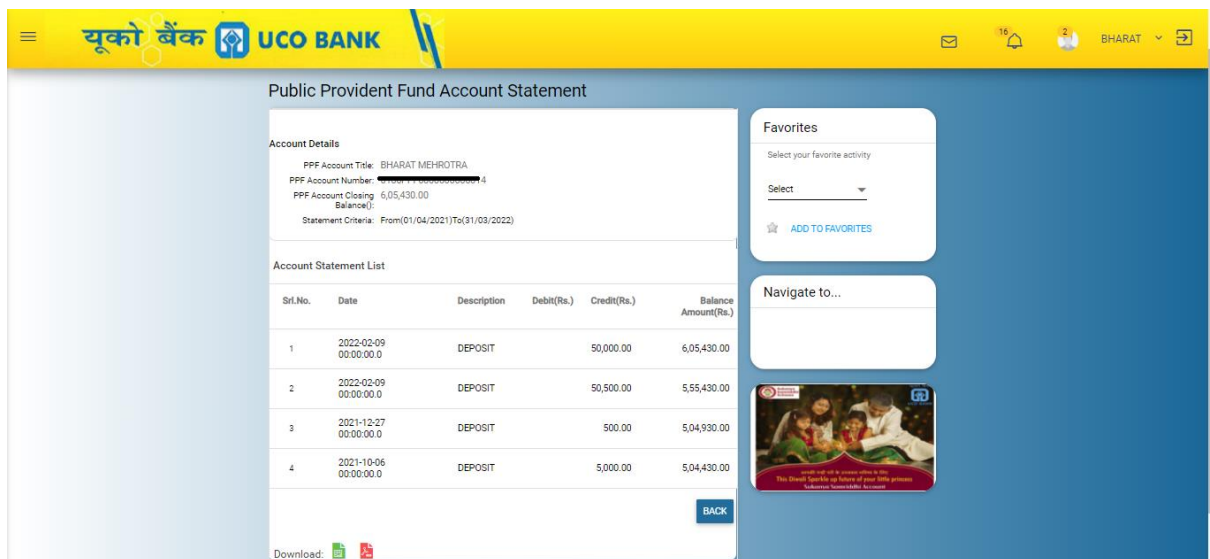 यूको बैंक UCO BANK
16
2
BHARAT
Public Provident Fund Account Statement
Account Details
PPF Account Title: BHARAT MEHROTRA
PPF Account Number: 4
PPF Account Closing 6,05,430.00
Balance():
Statement Criteria: From(01/04/2021)To(31/03/2022)
Account Statement List
Srl.No. Date Description Debit(Rs.) Credit(Rs.) Balance
Amount(Rs.)
1 2022-02-09 DEPOSIT 50,000.00 6,05,430.00
00:00:00.0
2 2022-02-09 DEPOSIT 50,500.00 5,55,430.00
00:00:00.0
3 2021-12-27 DEPOSIT 500.00 5,04,930.00
00:00:00.0
4 2021-10-06 DEPOSIT 5,000.00 5,04,430.00
00:00:00.0
BACK
Download:
Favorites
Select your favorite activity
Select
ADD TO FAVORITES
Navigate to...
UCO BANK
This Diwali Sparkle up future of your little princess
Sukanya Samriddhi Account